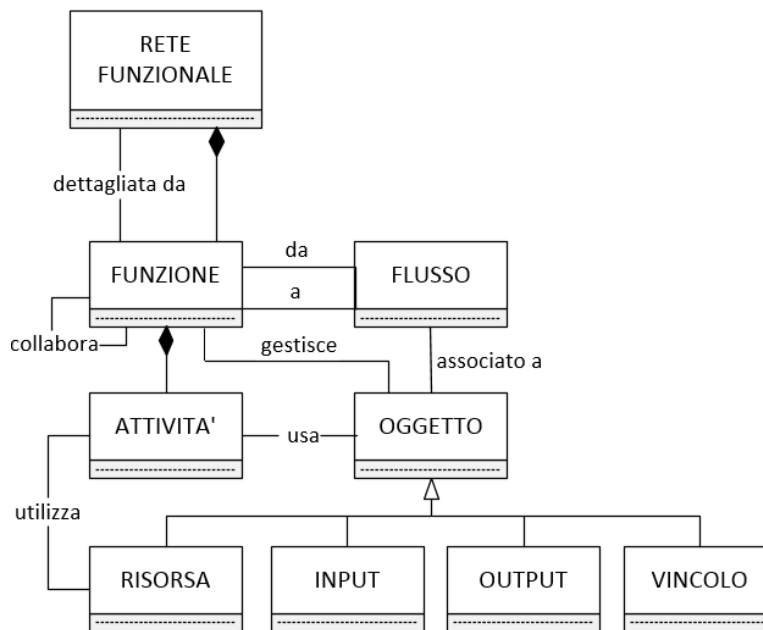 RETE
FUNZIONALE
dettagliata da
FUNZIONE
da
a
FLUSSO
collabora
gestisce
associato a
ATTIVITA'
usa
OGGETTO
utilizza
RISORSA
INPUT
OUTPUT
VINCOLO